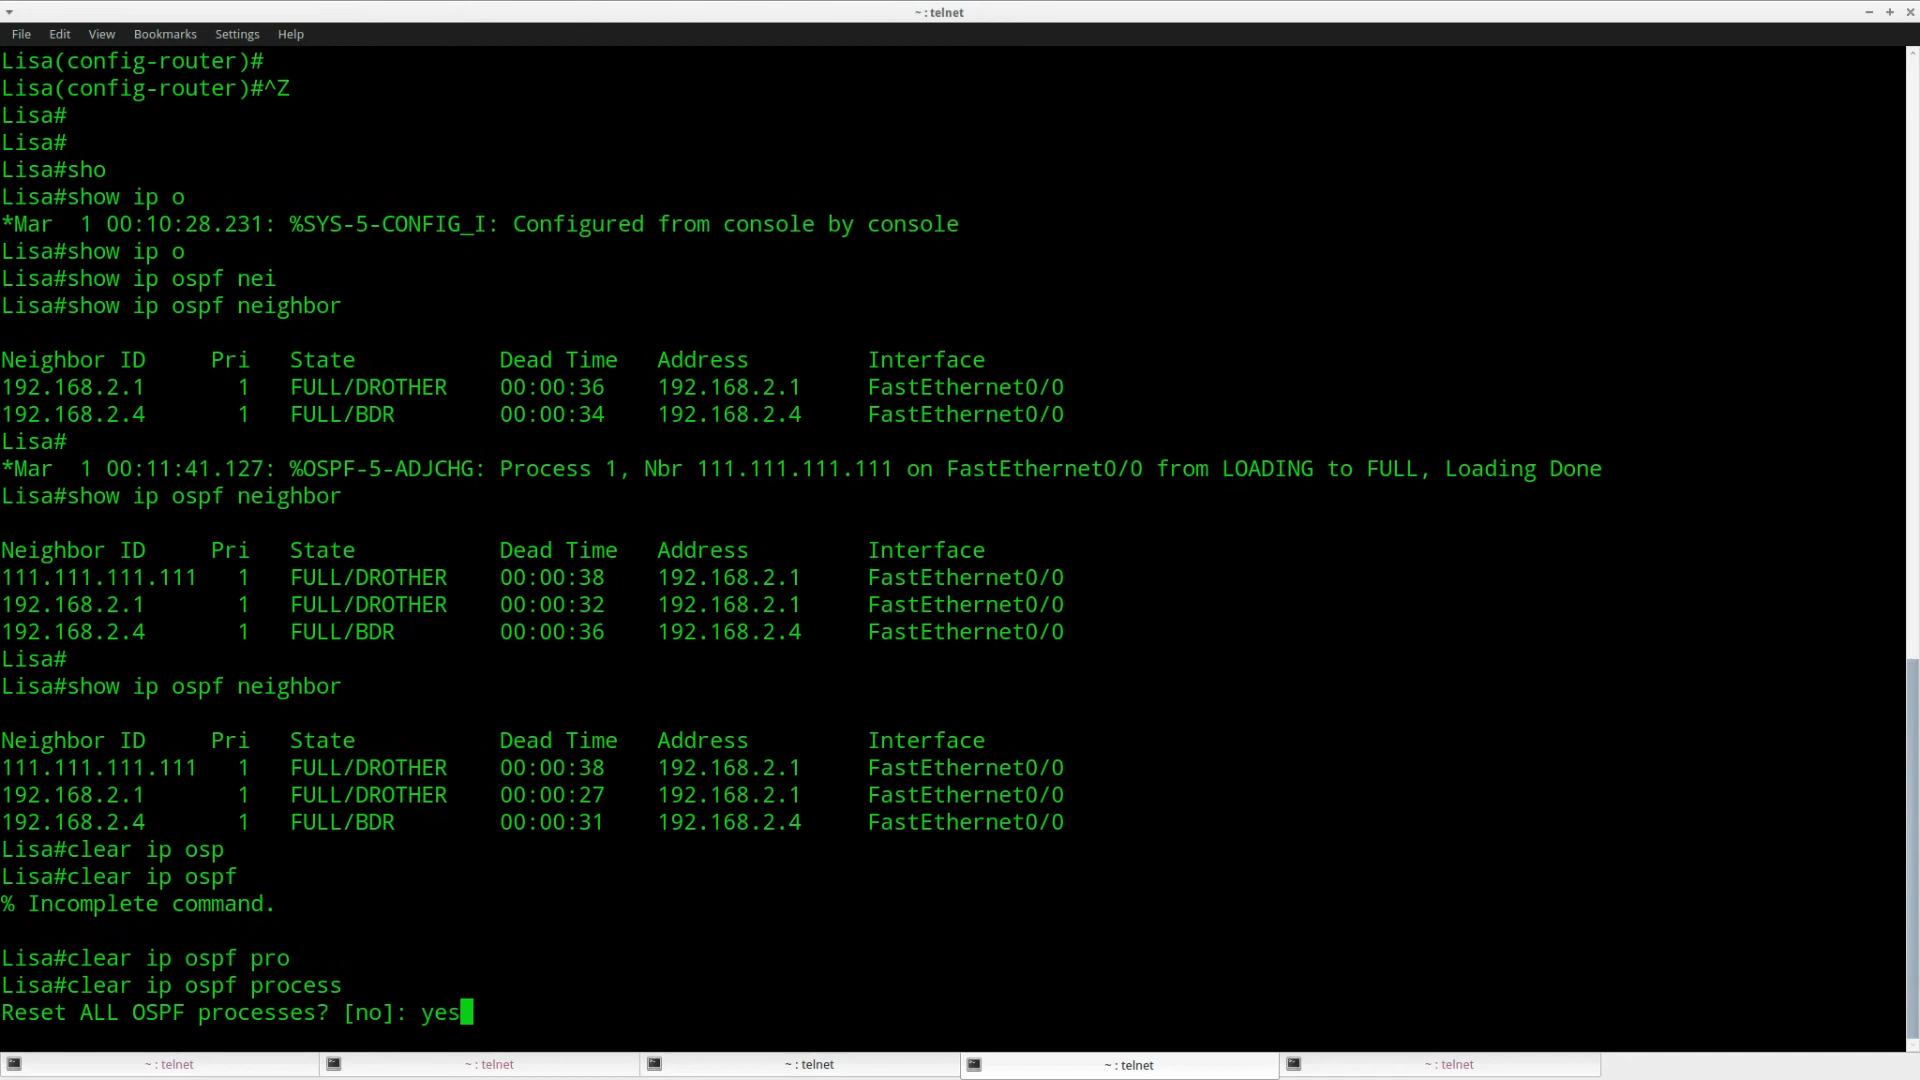 ~ : telnet
File Edit View Bookmarks Settings Help
Lisa(config-router)#
Lisa(config-router)#^Z
Lisa#
Lisa#
Lisa#sho
Lisa#show ip o
*Mar  1 00:10:28.231: %SYS-5-CONFIG_I: Configured from console by console
Lisa#show ip o
Lisa#show ip ospf nei
Lisa#show ip ospf neighbor
Neighbor ID     Pri   State           Dead Time   Address         Interface
192.168.2.1       1   FULL/DROTHER    00:00:36    192.168.2.1     FastEthernet0/0
192.168.2.4       1   FULL/BDR        00:00:34    192.168.2.4     FastEthernet0/0
Lisa#
*Mar  1 00:11:41.127: %OSPF-5-ADJCHG: Process 1, Nbr 111.111.111.111 on FastEthernet0/0 from LOADING to FULL, Loading Done
Lisa#show ip ospf neighbor
Neighbor ID     Pri   State           Dead Time   Address         Interface
111.111.111.111   1   FULL/DROTHER    00:00:38    192.168.2.1     FastEthernet0/0
192.168.2.1       1   FULL/DROTHER    00:00:32    192.168.2.1     FastEthernet0/0
192.168.2.4       1   FULL/BDR        00:00:36    192.168.2.4     FastEthernet0/0
Lisa#
Lisa#show ip ospf neighbor
Neighbor ID     Pri   State           Dead Time   Address         Interface
111.111.111.111   1   FULL/DROTHER    00:00:38    192.168.2.1     FastEthernet0/0
192.168.2.1       1   FULL/DROTHER    00:00:27    192.168.2.1     FastEthernet0/0
192.168.2.4       1   FULL/BDR        00:00:31    192.168.2.4     FastEthernet0/0
Lisa#clear ip osp
Lisa#clear ip ospf
% Incomplete command.
Lisa#clear ip ospf pro
Lisa#clear ip ospf process
Reset ALL OSPF processes? [no]: yes
~ : telnet ~ : telnet ~ : telnet ~ : telnet ~ : telnet